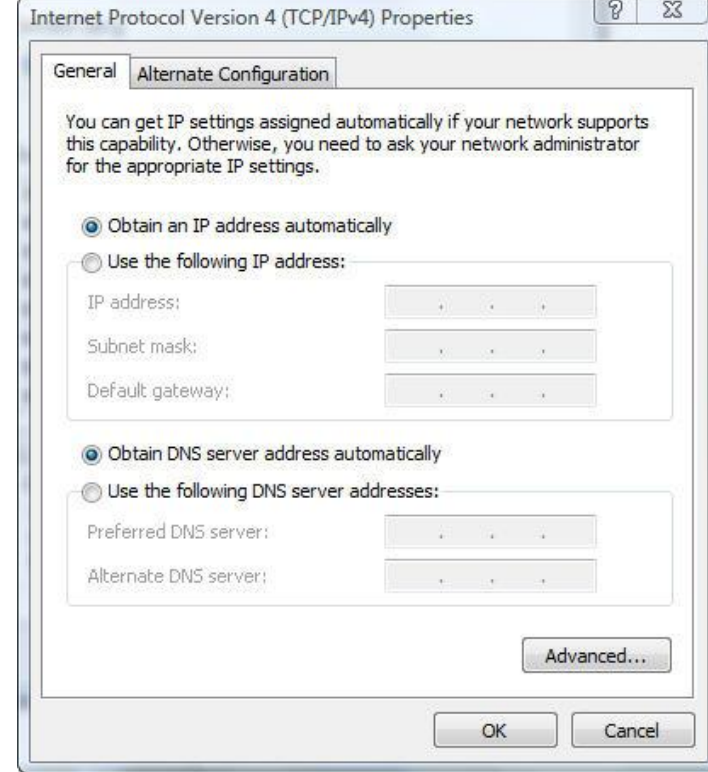 Internet Protocol Version 4 (TCP/IPv4) Properties
General
Alternate Configuration
You can get IP settings assigned automatically if your network supports
this capability. Otherwise, you need to ask your network administrator
for the appropriate IP settings.
Obtain an IP address automatically
Use the following IP address:
IP address:
Subnet mask:
Default gateway:
Obtain DNS server address automatically
Use the following DNS server addresses:
Preferred DNS server:
Alternate DNS server:
Advanced...
OK
Cancel